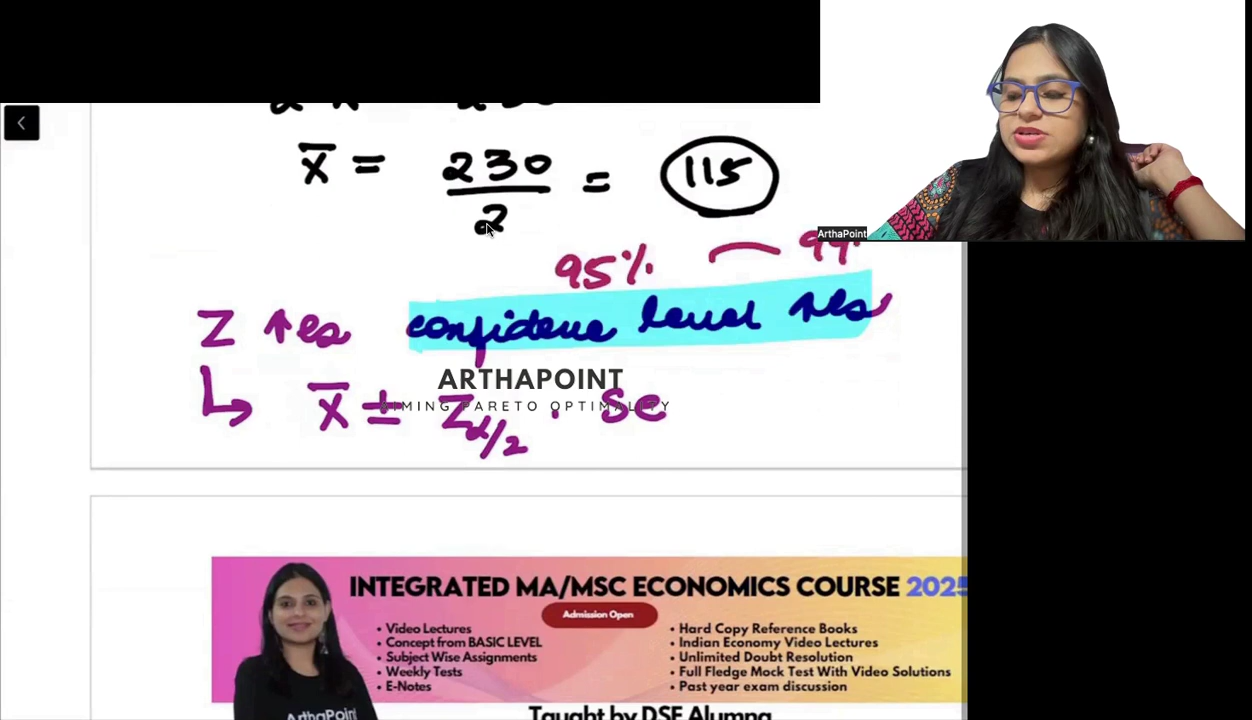 x̄ = 230/2 = 115
ArthaPoint
95%
Z ↑es confidence level ↑es
ARTHAPOINT
AIMING PARETO OPTIMALITY
x̄ ± Zα/2 · SE
INTEGRATED MA/MSC ECONOMICS COURSE 2025
Admission Open
• Video Lectures
• Concept from BASIC LEVEL
• Subject Wise Assignments
• Weekly Tests
• E-Notes
• Hard Copy Reference Books
• Indian Economy Video Lectures
• Unlimited Doubt Resolution
• Full Fledge Mock Test With Video Solutions
• Past year exam discussion
ArthaPoint
Taught by DSE Alumna